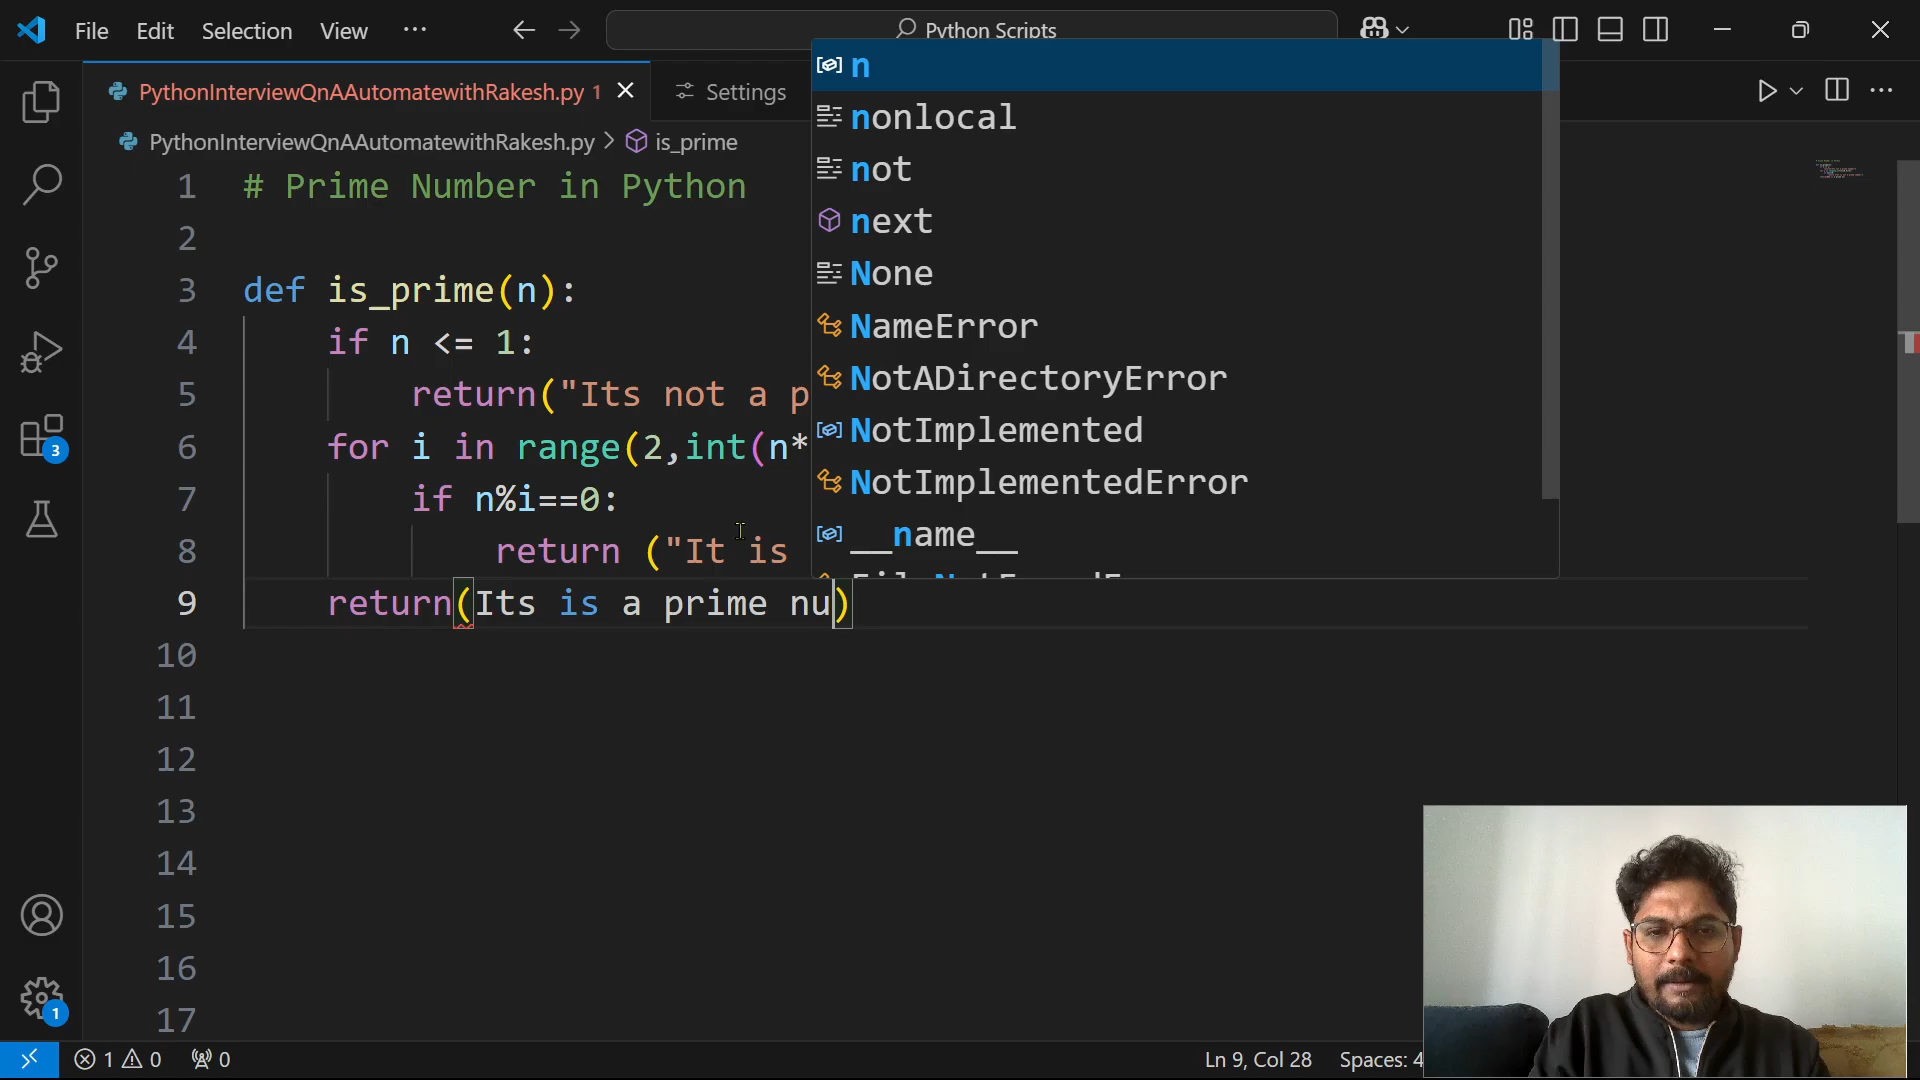 File Edit Selection View ··· Python Scripts
PythonInterviewQnAAutomatewithRakesh.py 1 Settings
PythonInterviewQnAAutomatewithRakesh.py > is_prime
1 # Prime Number in Python
2
3 def is_prime(n):
4 if n <= 1:
5 return("Its not a p
6 for i in range(2,int(n*
7 if n%i==0:
8 return ("It is
9 return(Its is a prime nu)
10
11
12
13
14
15
16
17
n
nonlocal
not
next
None
NameError
NotADirectoryError
NotImplemented
NotImplementedError
__name__
3
1
1 0 0 Ln 9, Col 28 Spaces: 4